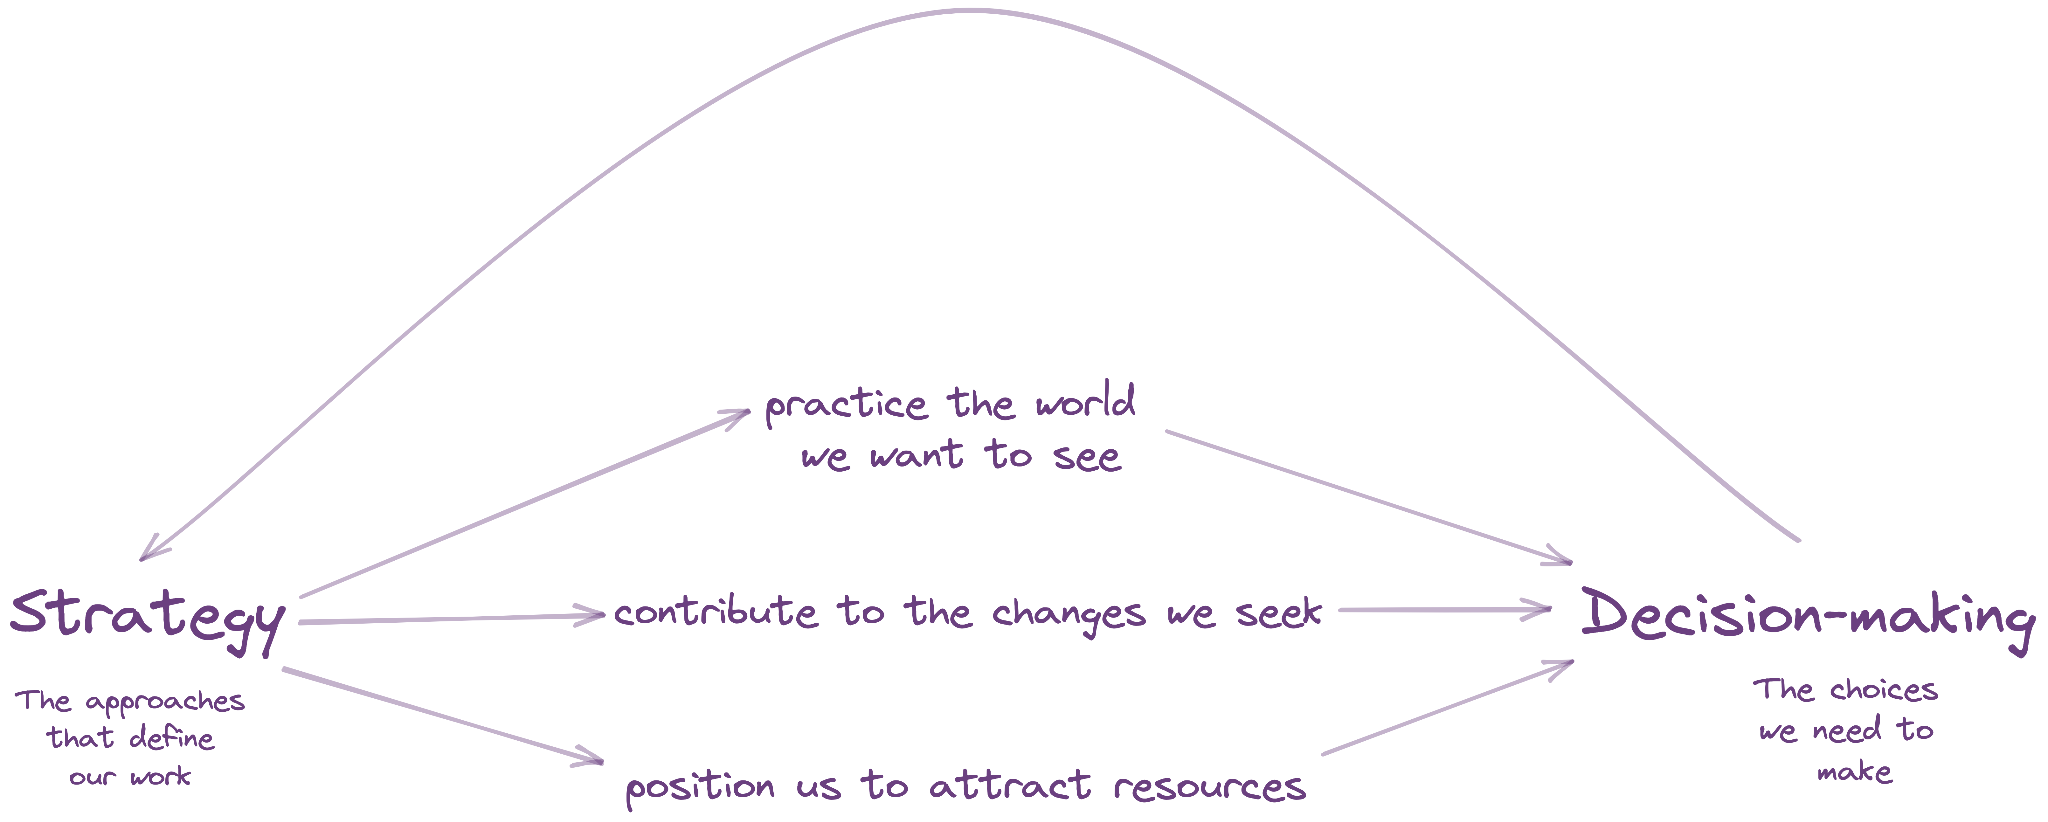 practice the world
we want to see
Strategy
contribute to the changes we seek
Decision-making
The approaches
that define
our work
position us to attract resources
The choices
we need to
make